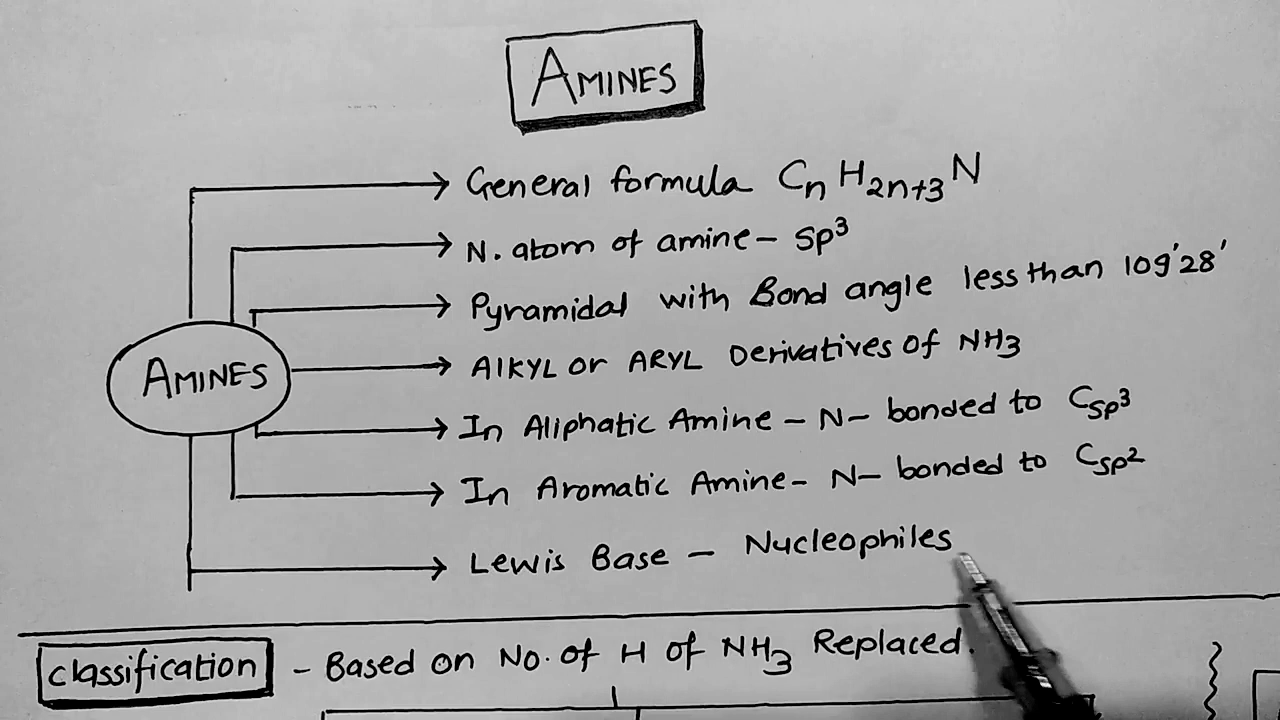 AMINES
General formula CnH2n+3N
N. atom of amine - sp³
Pyramidal with Bond angle less than 109'28'
AMINES
Alkyl or ARYL Derivatives of NH3
In Aliphatic Amine - N- bonded to Csp³
In Aromatic Amine - N- bonded to Csp²
Lewis Base - Nucleophiles
classification - Based on No. of H of NH3 Replaced.